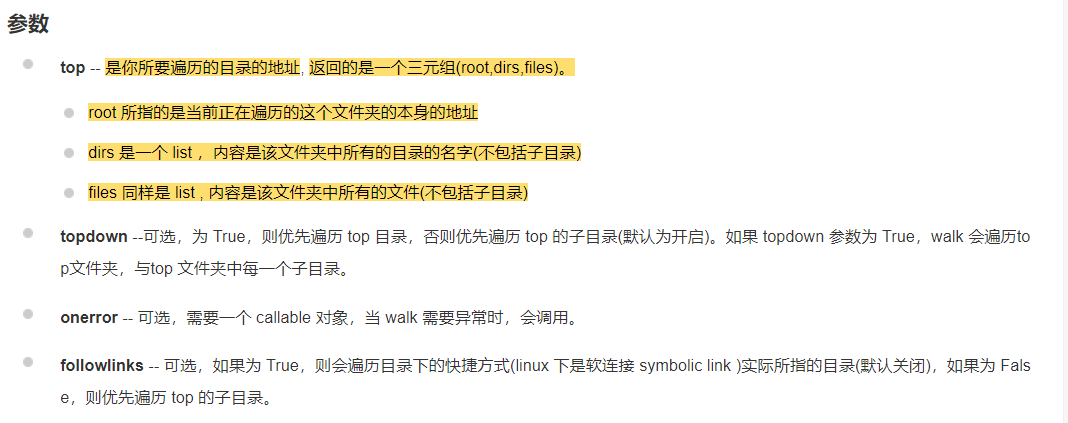 参数
top -- 是你所要遍历的目录的地址, 返回的是一个三元组(root,dirs,files)。
root 所指的是当前正在遍历的这个文件夹的本身的地址
dirs 是一个 list ，内容是该文件夹中所有的目录的名字(不包括子目录)
files 同样是 list , 内容是该文件夹中所有的文件(不包括子目录)
topdown --可选，为 True，则优先遍历 top 目录，否则优先遍历 top 的子目录(默认为开启)。如果 topdown 参数为 True，walk 会遍历to
p文件夹，与top 文件夹中每一个子目录。
onerror -- 可选，需要一个 callable 对象，当 walk 需要异常时，会调用。
followlinks -- 可选，如果为 True，则会遍历目录下的快捷方式(linux 下是软连接 symbolic link )实际所指的目录(默认关闭)，如果为 Fals
e，则优先遍历 top 的子目录。